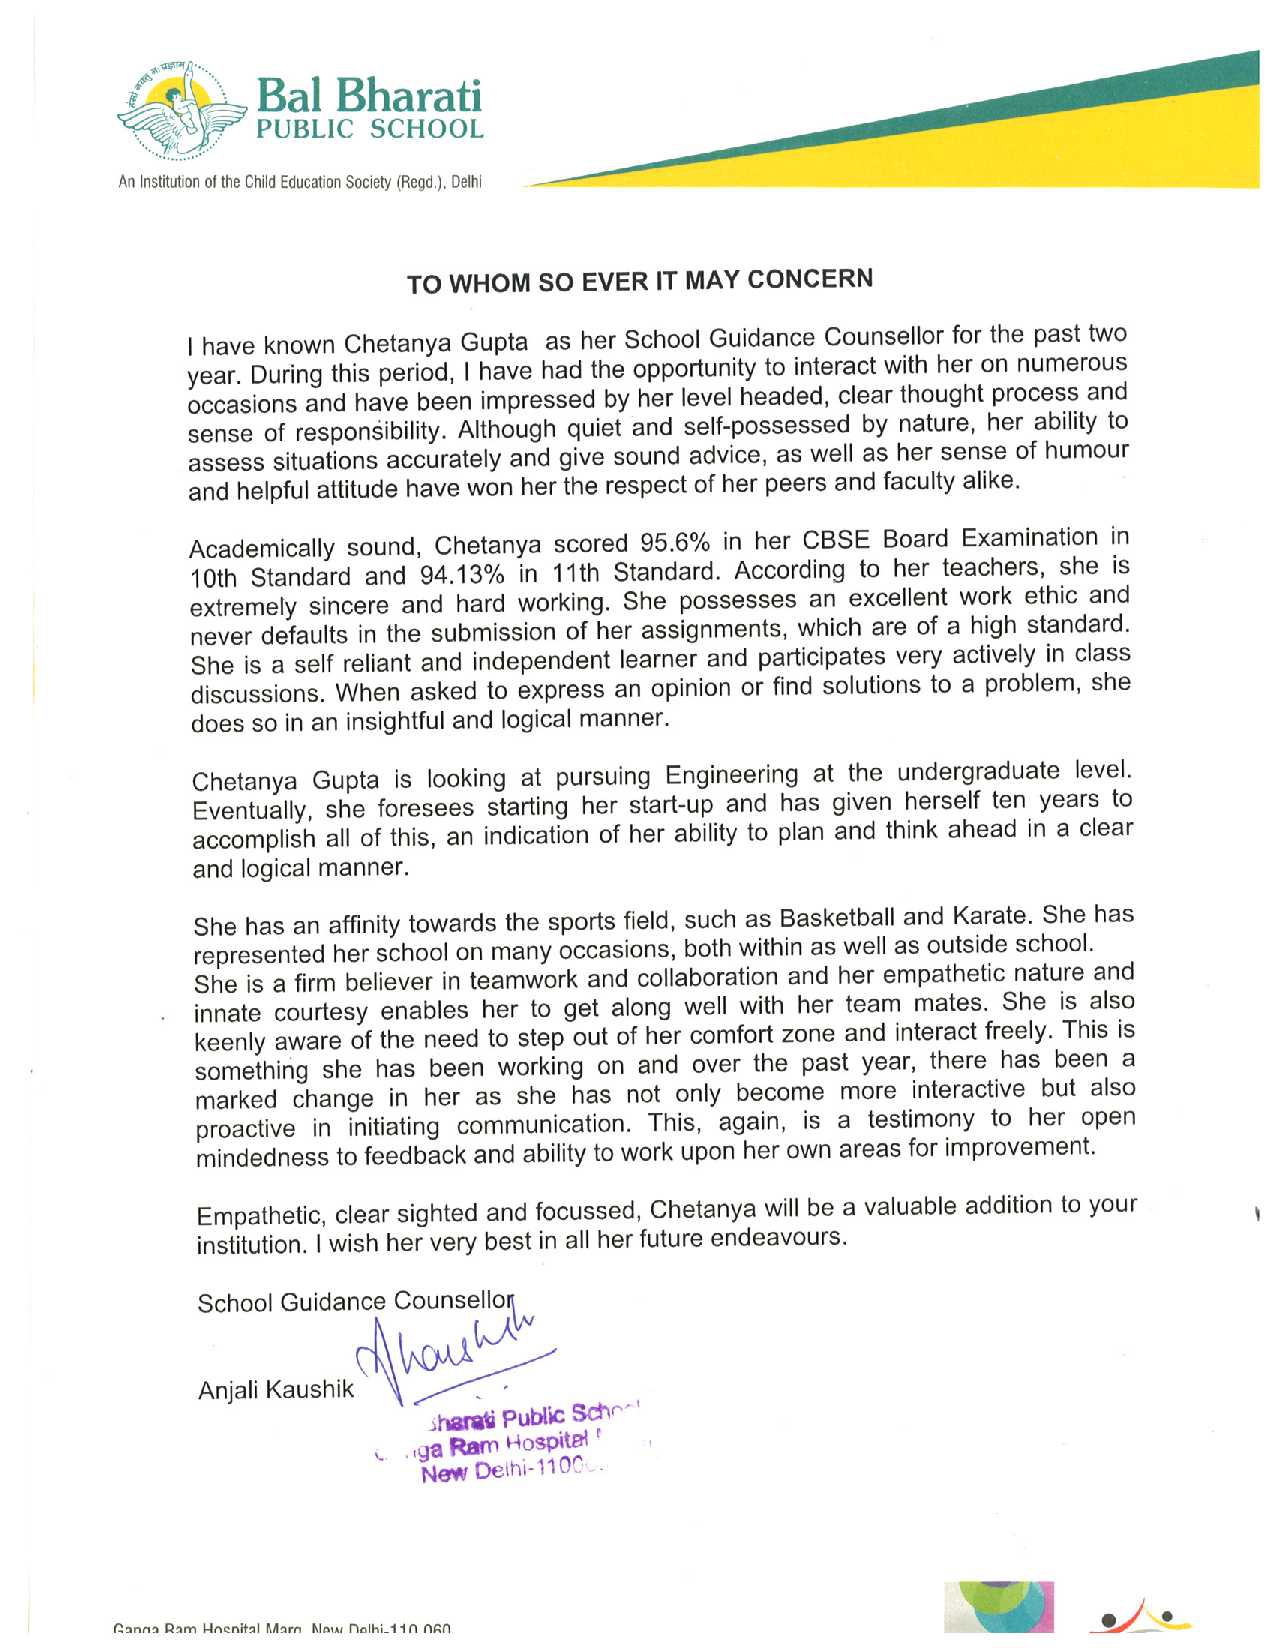 Bal Bharati
PUBLIC SCHOOL
An Institution of the Child Education Society (Regd.), Delhi
TO WHOM SO EVER IT MAY CONCERN
I have known Chetanya Gupta as her School Guidance Counsellor for the past two
year. During this period, I have had the opportunity to interact with her on numerous
occasions and have been impressed by her level headed, clear thought process and
sense of responsibility. Although quiet and self-possessed by nature, her ability to
assess situations accurately and give sound advice, as well as her sense of humour
and helpful attitude have won her the respect of her peers and faculty alike.
Academically sound, Chetanya scored 95.6% in her CBSE Board Examination in
10th Standard and 94.13% in 11th Standard. According to her teachers, she is
extremely sincere and hard working. She possesses an excellent work ethic and
never defaults in the submission of her assignments, which are of a high standard.
She is a self reliant and independent learner and participates very actively in class
discussions. When asked to express an opinion or find solutions to a problem, she
does so in an insightful and logical manner.
Chetanya Gupta is looking at pursuing Engineering at the undergraduate level.
Eventually, she foresees starting her start-up and has given herself ten years to
accomplish all of this, an indication of her ability to plan and think ahead in a clear
and logical manner.
She has an affinity towards the sports field, such as Basketball and Karate. She has
represented her school on many occasions, both within as well as outside school.
She is a firm believer in teamwork and collaboration and her empathetic nature and
innate courtesy enables her to get along well with her team mates. She is also
keenly aware of the need to step out of her comfort zone and interact freely. This is
something she has been working on and over the past year, there has been a
marked change in her as she has not only become more interactive but also
proactive in initiating communication. This, again, is a testimony to her open
mindedness to feedback and ability to work upon her own areas for improvement.
Empathetic, clear sighted and focussed, Chetanya will be a valuable addition to your
institution. I wish her very best in all her future endeavours.
School Guidance Counsellor
AKaushik
Anjali Kaushik
Public School
Ram Hospital
New Delhi-1100
Ganga Ram Hospital Marg, New Delhi-110 060